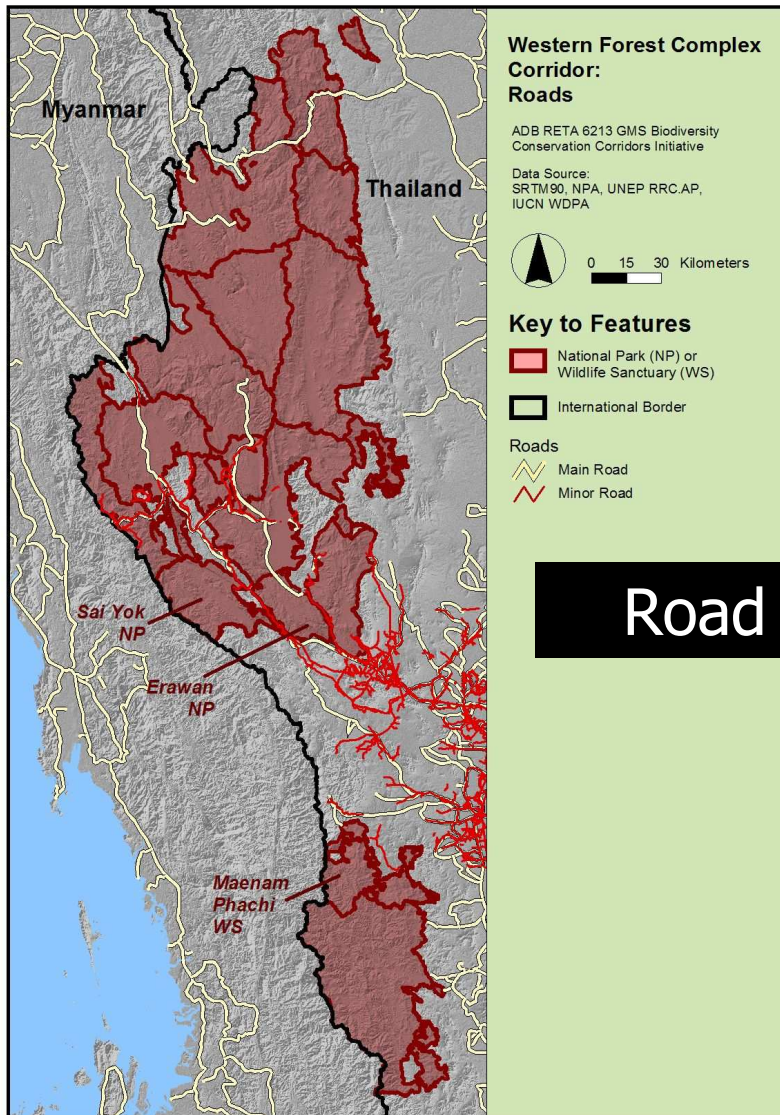 Myanmar
Thailand
Sai Yok
NP
Erawan
NP
Maenam
Phachi
WS
Western Forest Complex
Corridor:
Roads
ADB RETA 6213 GMS Biodiversity
Conservation Corridors Initiative
Data Source:
SRTM90, NPA, UNEP RRC.AP,
IUCN WDPA
0 15 30 Kilometers
Key to Features
National Park (NP) or
Wildlife Sanctuary (WS)
International Border
Roads
Main Road
Minor Road
Road